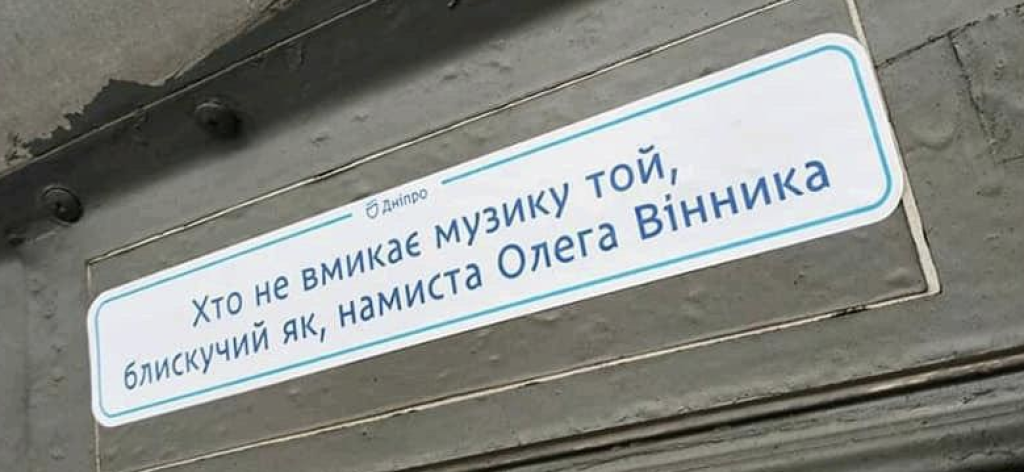 Дніпро
Хто не вмикає музику той,
блискучий як, намиста Олега Вінника